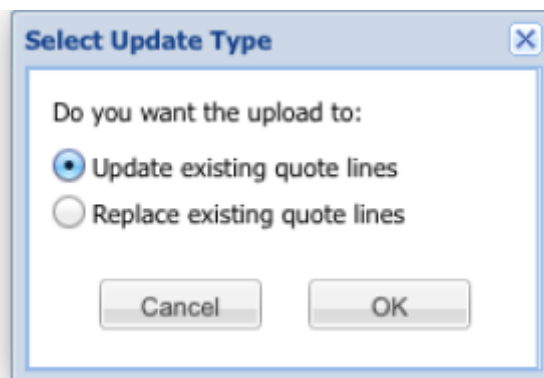 Select Update Type
Do you want the upload to:
Update existing quote lines
Replace existing quote lines
Cancel OK